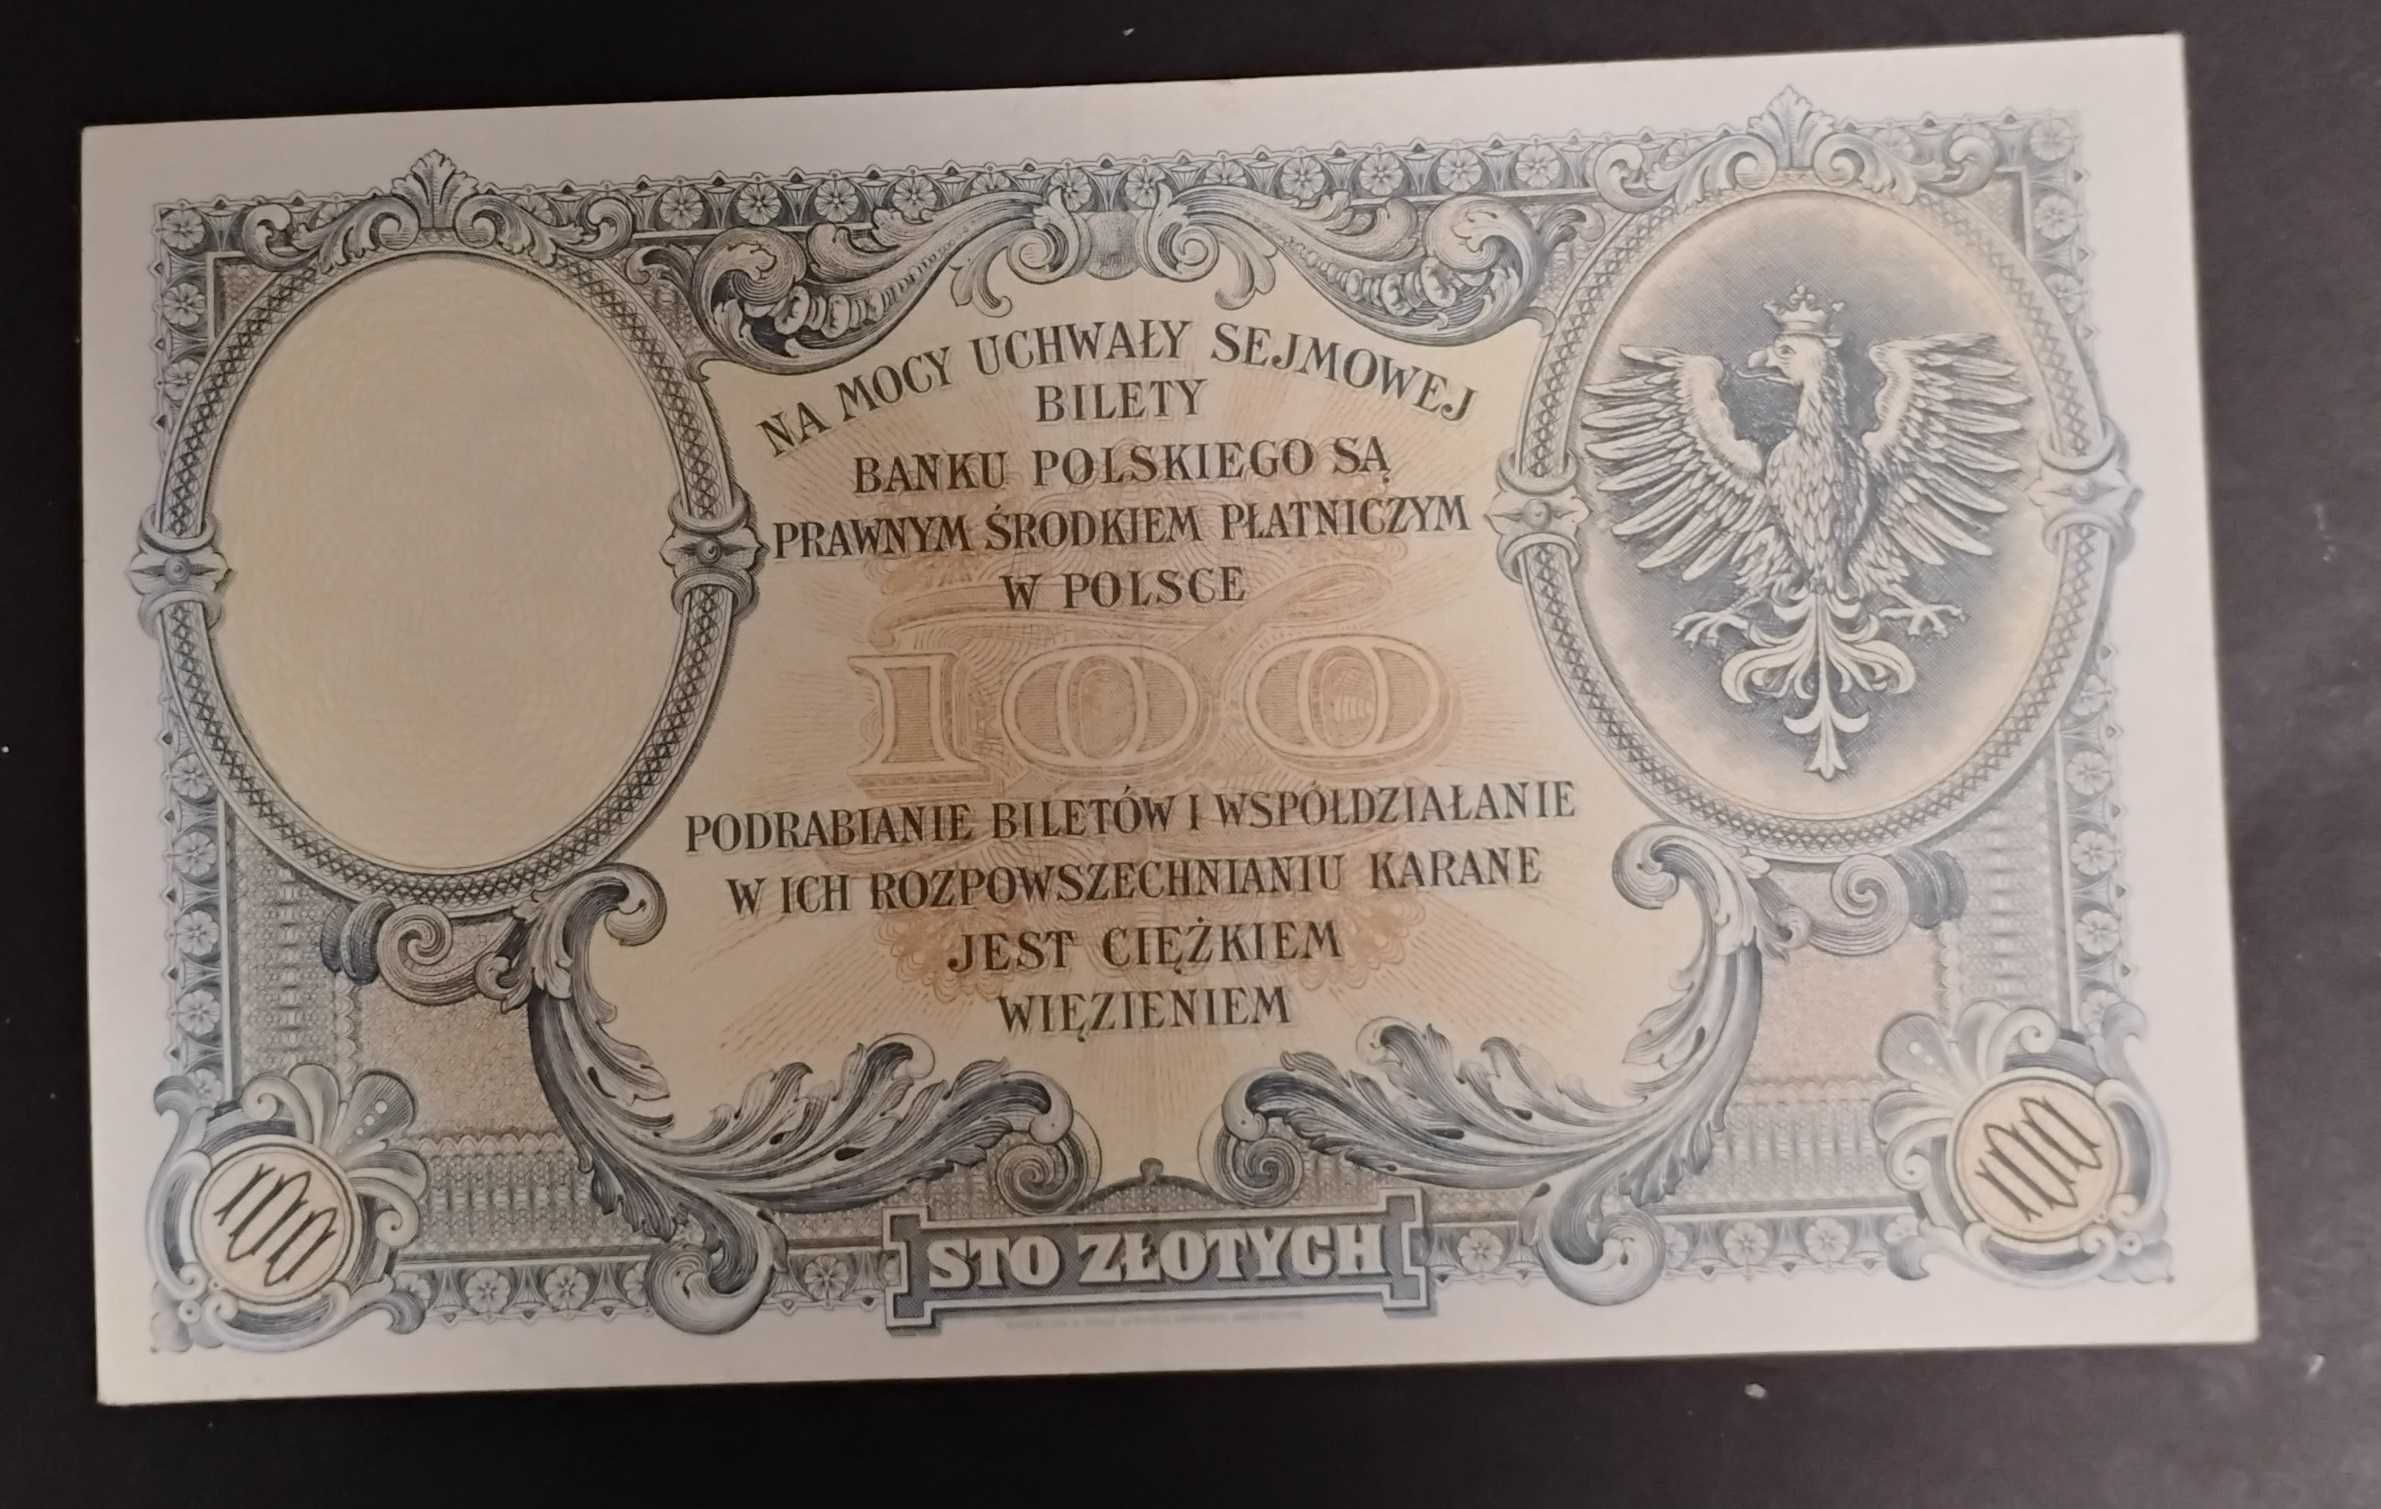 NA MOCY UCHWAŁY SEJMOWEJ
BILETY
BANKU POLSKIEGO SĄ
PRAWNYM ŚRODKIEM PŁATNICZYM
W POLSCE
100
PODRABIANIE BILETÓW I WSPÓŁDZIAŁANIE
W ICH ROZPOWSZECHNIANIU KARANE
JEST CIĘŻKIEM
WIĘZIENIEM
100
100
STO ZŁOTYCH